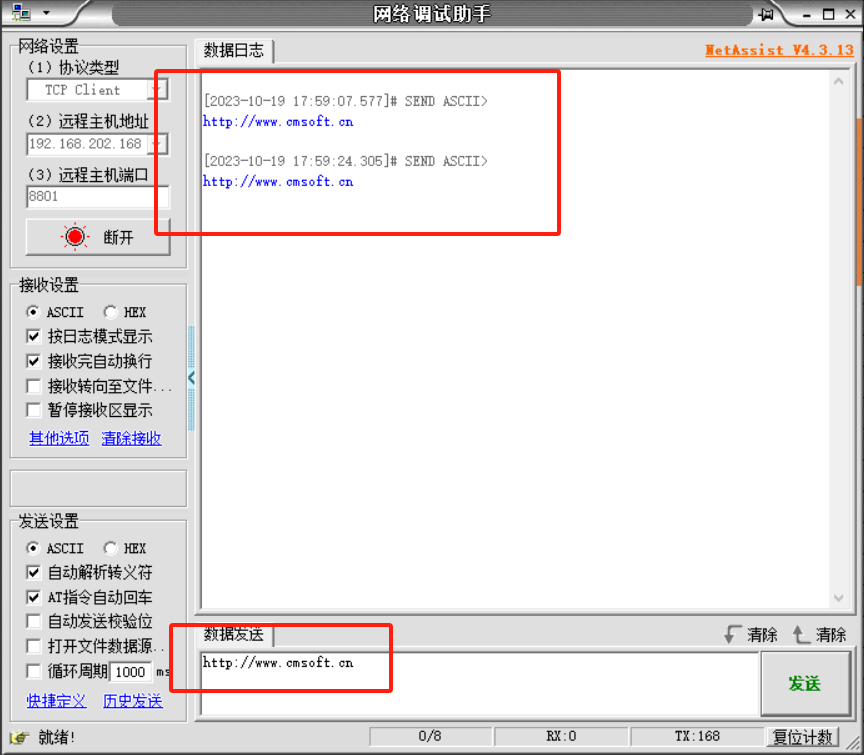 网络调试助手
网络设置
(1) 协议类型
TCP Client
(2) 远程主机地址
192.168.202.168
(3) 远程主机端口
8801
断开
接收设置
ASCII HEX
按日志模式显示
接收完自动换行
接收转向至文件...
暂停接收区显示
其他选项 清除接收
发送设置
ASCII HEX
自动解析转义符
AT指令自动回车
自动发送校验位
打开文件数据源..
循环周期 1000 ms
快捷定义 历史发送
数据日志
NetAssist V4.3.13
[2023-10-19 17:59:07.577]# SEND ASCII>
http://www.cmsoft.cn
[2023-10-19 17:59:24.305]# SEND ASCII>
http://www.cmsoft.cn
数据发送
清除 清除
http://www.cmsoft.cn
发送
就绪!
0/8
RX:0
TX:168
复位计数